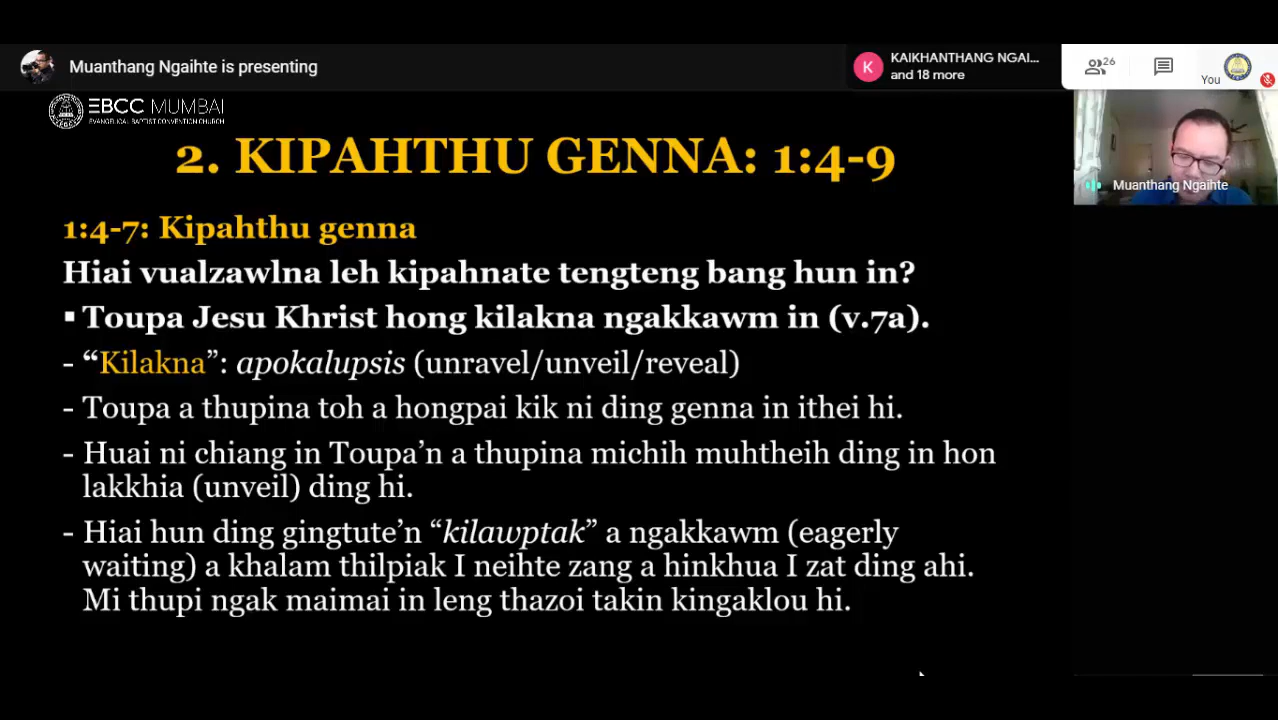 Muanthang Ngaihte is presenting
K
KAIKHANTHANG NGAI...
and 18 more
26
You
EBCC MUMBAI
EVANGELICAL BAPTIST CONVENTION CHURCH
Muanthang Ngaihte
2. KIPAHTHU GENNA: 1:4-9
1:4-7: Kipahthu genna
Hiai vualzawlna leh kipahnate tengteng bang hun in?
▪ Toupa Jesu Khrist hong kilakna ngakkawm in (v.7a).
- “Kilakna”: apokalupsis (unravel/unveil/reveal)
- Toupa a thupina toh a hongpai kik ni ding genna in ithei hi.
- Huai ni chiang in Toupa’n a thupina michih muhtheih ding in hon
lakkhia (unveil) ding hi.
- Hiai hun ding gingtute’n “kilawptak” a ngakkawm (eagerly
waiting) a khalam thilpiak I neihte zang a hinkhua I zat ding ahi.
Mi thupi ngak maimai in leng thazoi takin kingaklou hi.